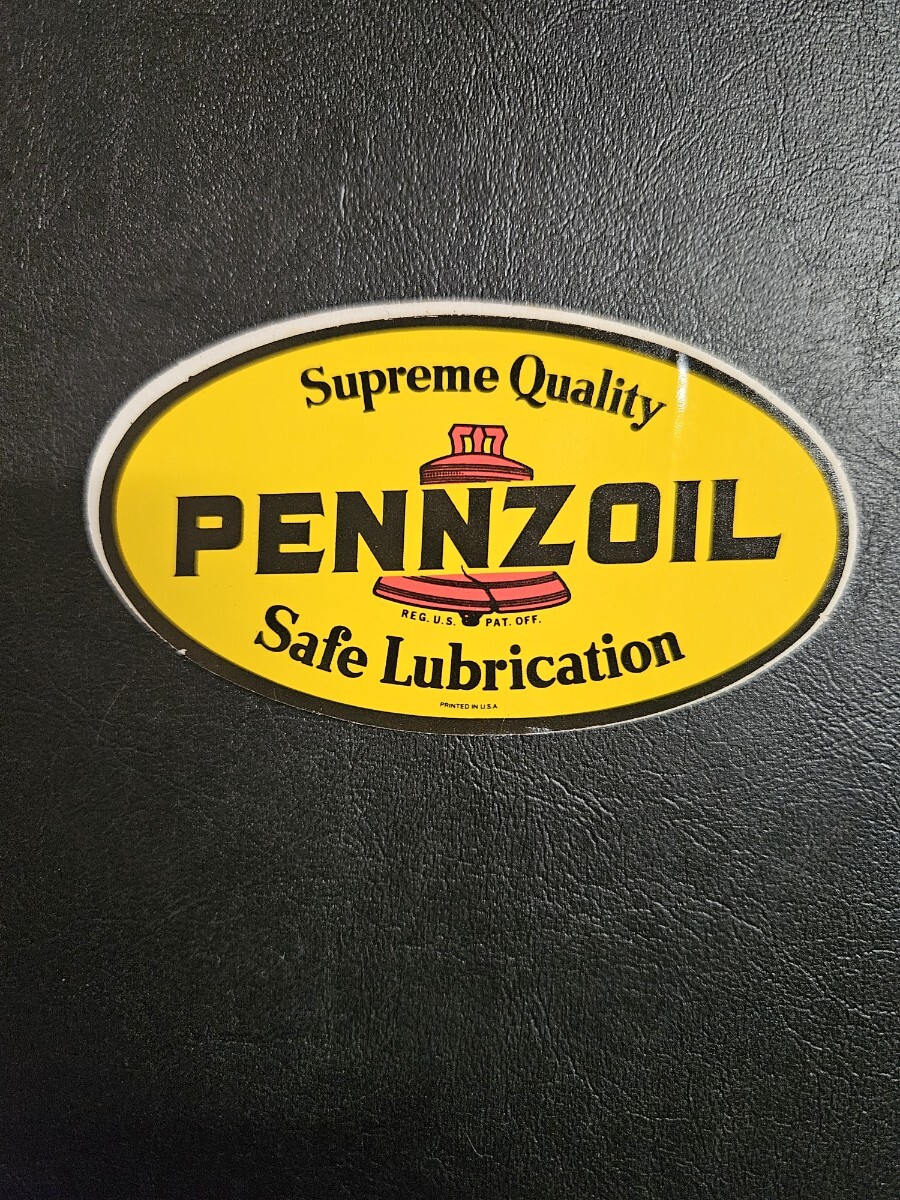 Supreme Quality
PENNZOIL
REG. U.S. PAT. OFF.
Safe Lubrication
PRINTED IN U.S.A